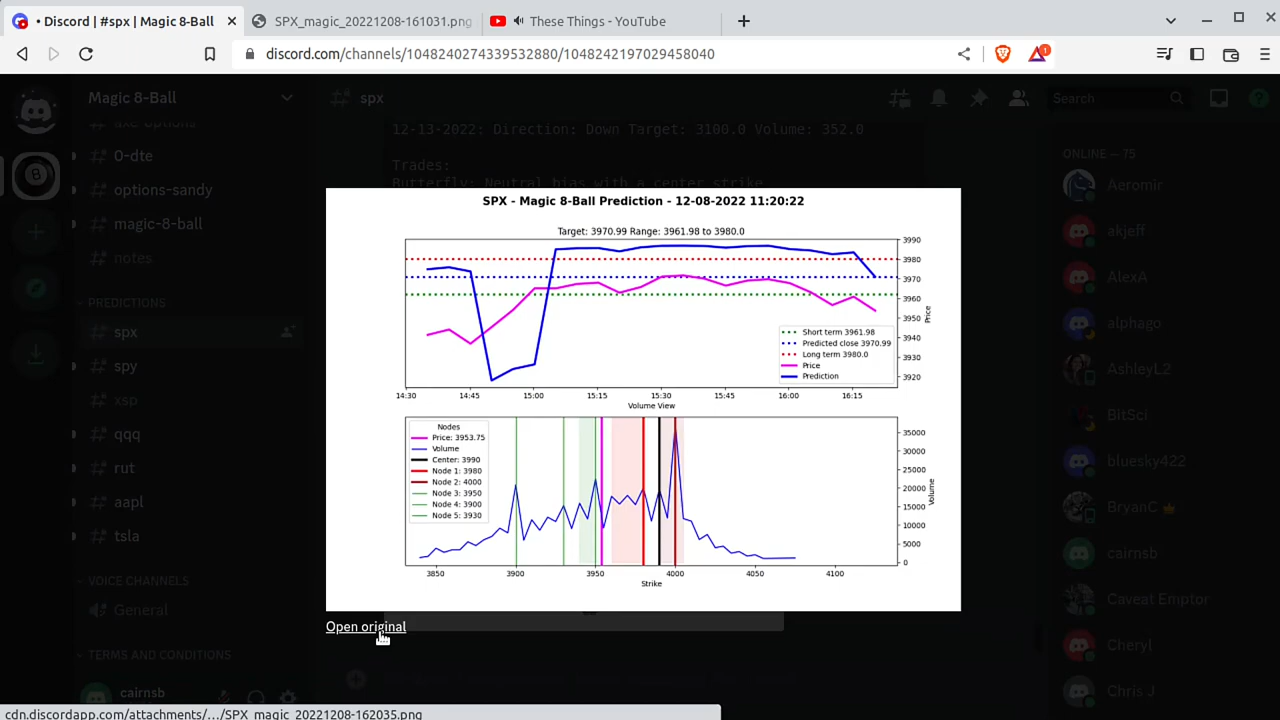 • Discord | #spx | Magic 8-Ball
SPX_magic_20221208-161031.png
These Things - YouTube
discord.com/channels/1048240274339532880/1048242197029458040
1
Magic 8-Ball
spx
Search
axe-options
0-dte
options-sandy
magic-8-ball
notes
PREDICTIONS
spx
spy
xsp
qqq
rut
aapl
tsla
VOICE CHANNELS
General
TERMS AND CONDITIONS
cairnsb
12-13-2022: Direction: Down Target: 3100.0 Volume: 352.0
Trades:
Butterfly: Neutral bias with a center strike
SPX - Magic 8-Ball Prediction - 12-08-2022 11:20:22
Target: 3970.99 Range: 3961.98 to 3980.0
3990
3980
3970
3960
3950
3940
3930
3920
Price
Short term 3961.98
Predicted close 3970.99
Long term 3980.0
Price
Prediction
14:30 14:45 15:00 15:15 15:30 15:45 16:00 16:15
Volume View
Nodes
Price: 3953.75
Volume
Center: 3990
Node 1: 3980
Node 2: 4000
Node 3: 3950
Node 4: 3900
Node 5: 3930
35000
30000
25000
20000
15000
10000
5000
0
Volume
3850 3900 3950 4000 4050 4100
Strike
Open original
ONLINE — 75
Aeromir
akjeff
AlexA
alphago
AshleyL2
BitSci
bluesky422
BryanC
cairnsb
Caveat Emptor
Cheryl
Chris J
cdn.discordapp.com/attachments/.../SPX_magic_20221208-162035.png